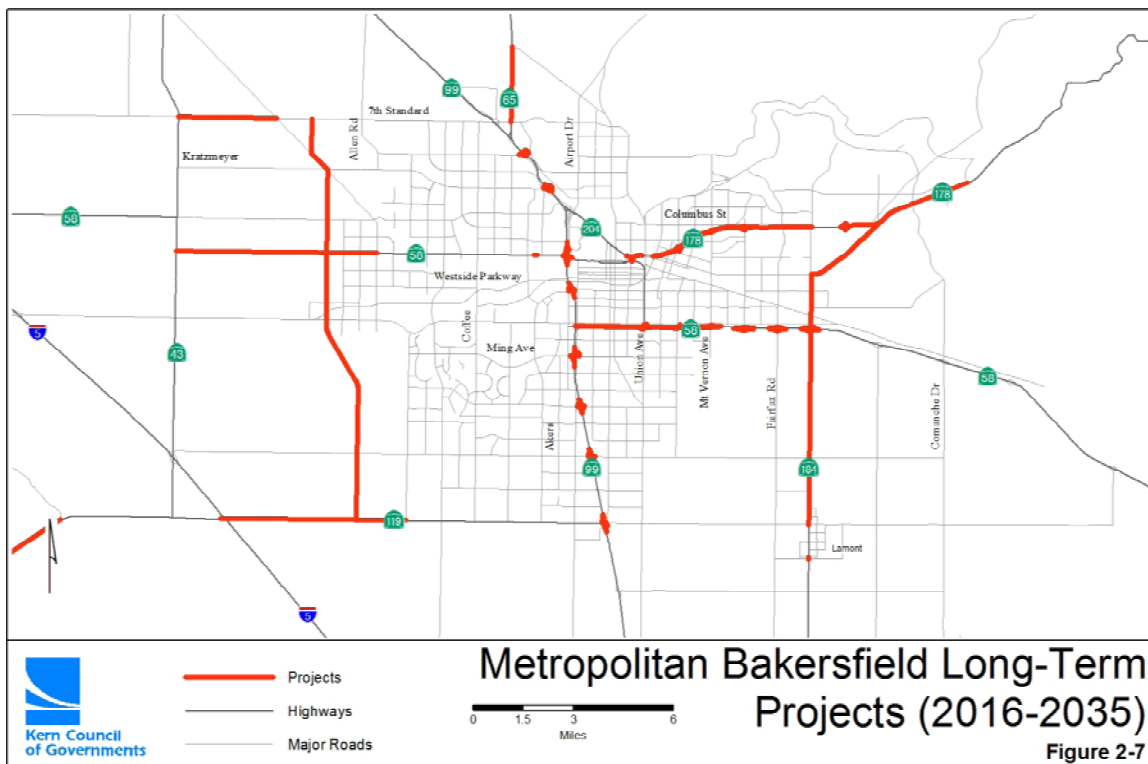 99
65
7th Standard
Allen Rd
Airport Dr
Kratzmeyer
58
178
204
Columbus St
178
58
Westside Parkway
5
43
Coffee
Ming Ave
58
Union Ave
Mt Vernon Ave
Fairfax Rd
Comanche Dr
58
Akers
99
184
119
Lamont
5
Kern Council
of Governments
Projects
Highways
Major Roads
0 1.5 3 6
Miles
Metropolitan Bakersfield Long-Term
Projects (2016-2035)
Figure 2-7